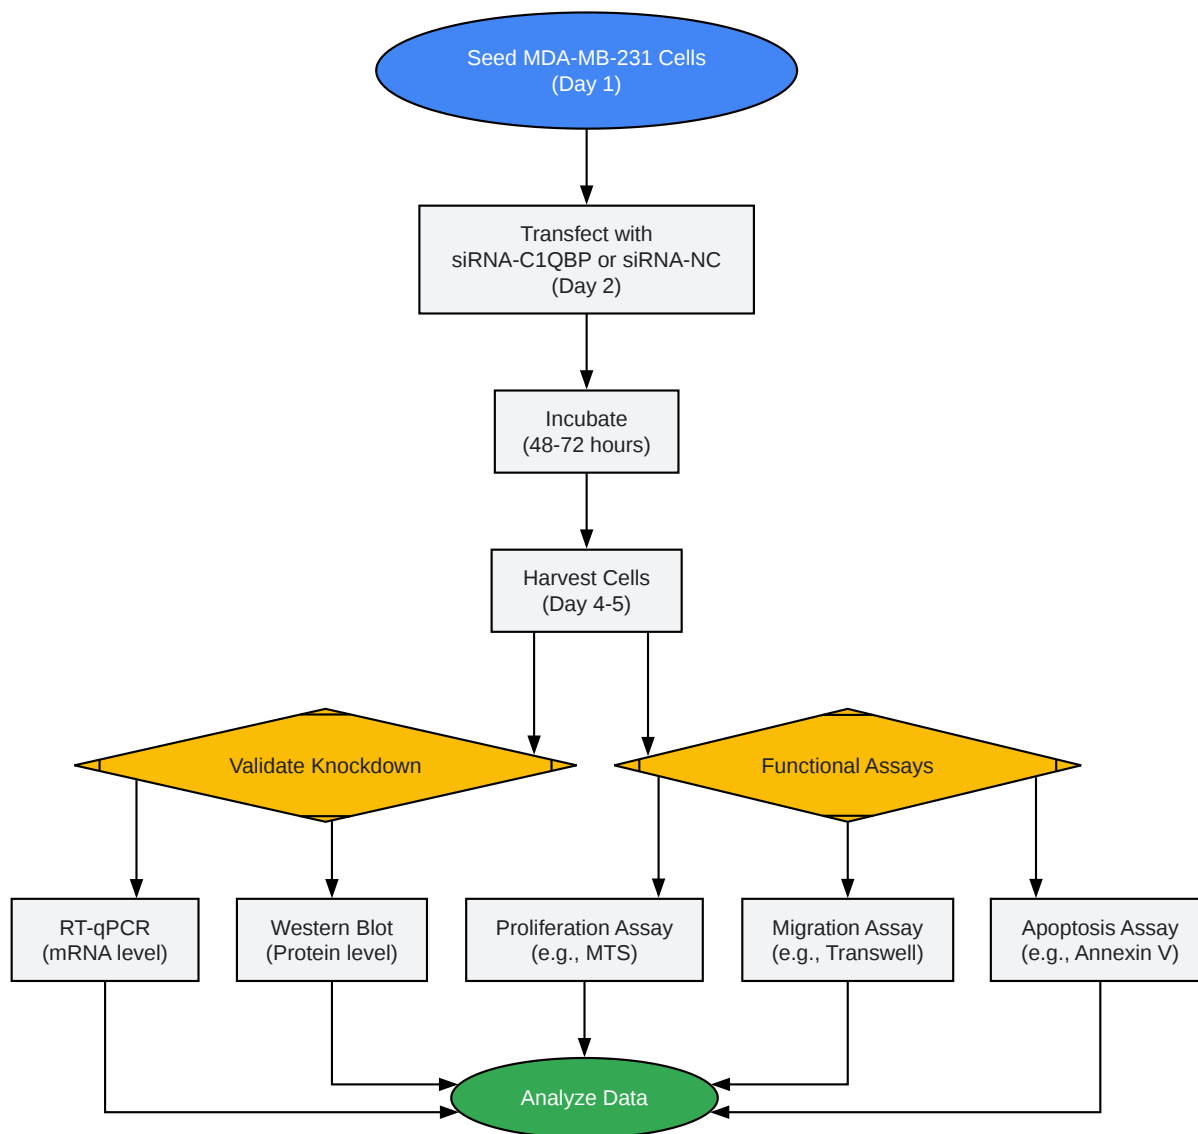 Seed MDA-MB-231 Cells
(Day 1)
Transfect with
siRNA-C1QBP or siRNA-NC
(Day 2)
Incubate
(48-72 hours)
Harvest Cells
(Day 4-5)
Validate Knockdown
Functional Assays
RT-qPCR
(mRNA level)
Western Blot
(Protein level)
Proliferation Assay
(e.g., MTS)
Migration Assay
(e.g., Transwell)
Apoptosis Assay
(e.g., Annexin V)
Analyze Data